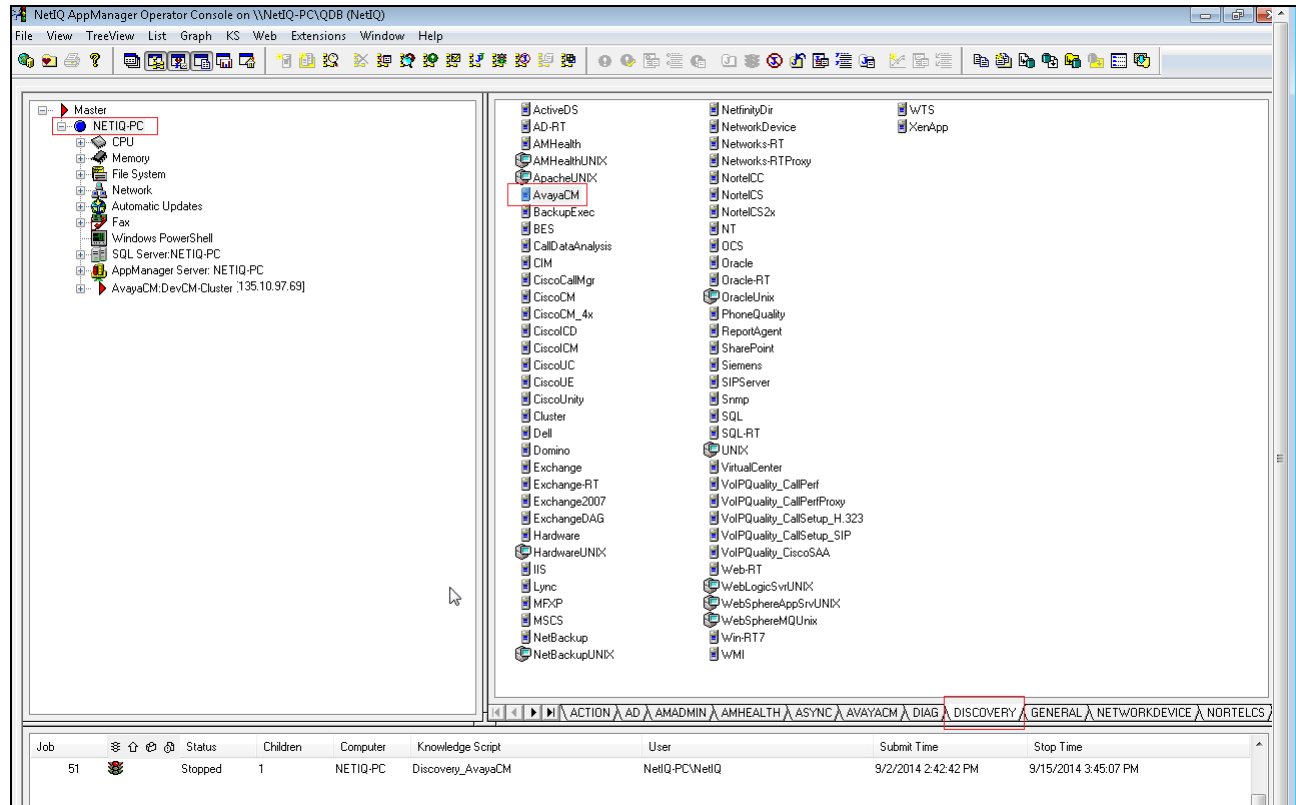 NetIQ AppManager Operator Console on \\NetIQ-PC\QDB (NetIQ)
File View TreeView List Graph KS Web Extensions Window Help
Master
NETIQ-PC
CPU
Memory
File System
Network
Automatic Updates
Fax
Windows PowerShell
SQL Server:NETIQ-PC
AppManager Server: NETIQ-PC
AvayaCM:DevCM-Cluster [135.10.97.69]
ActiveDS
AD-RT
AMHealth
AMHealthUNIX
ApacheUNIX
AvayaCM
BackupExec
BES
CallDataAnalysis
CIM
CiscoCallMgr
CiscoCM
CiscoCM_4x
CiscoICD
CiscoICM
CiscoUC
CiscoUE
CiscoUnity
Cluster
Dell
Domino
Exchange
Exchange-RT
Exchange2007
ExchangeDAG
Hardware
HardwareUNIX
IIS
Lync
MFXP
MSCS
NetBackup
NetBackupUNIX
NetfinityDir
NetworkDevice
Networks-RT
Networks-RTProxy
NortelCC
NortelCS
NortelCS2x
NT
OCS
Oracle
Oracle-RT
OracleUnix
PhoneQuality
ReportAgent
SharePoint
Siemens
SIPServer
Snmp
SQL
SQL-RT
UNIX
VirtualCenter
VoIPQuality_CallPerf
VoIPQuality_CallPerfProxy
VoIPQuality_CallSetup_H.323
VoIPQuality_CallSetup_SIP
VoIPQuality_CiscoSAA
Web-RT
WebLogicSvrUNIX
WebSphereAppSrvUNIX
WebSphereMQUnix
Win-RT7
WMI
WTS
XenApp
ACTION AD AMADMIN AMHEALTH ASYNC AVAYACM DIAG DISCOVERY GENERAL NETWORKDEVICE NORTELCS
Job Status Children Computer Knowledge Script User Submit Time Stop Time
51 Stopped 1 NETIQ-PC Discovery_AvayaCM NetIQ-PC\NetIQ 9/2/2014 2:42:42 PM 9/15/2014 3:45:07 PM